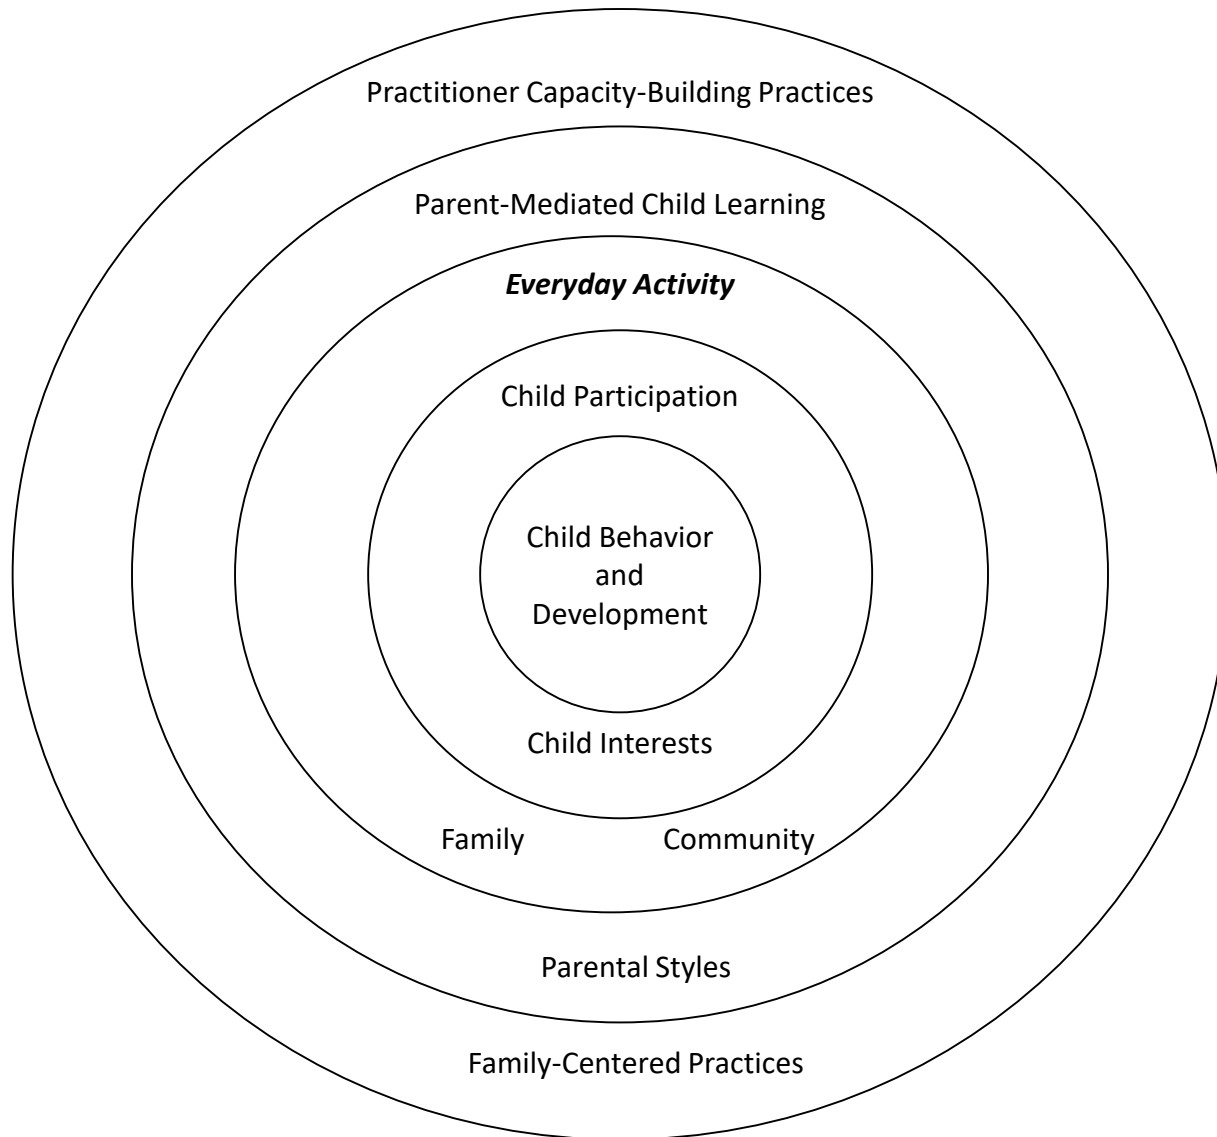 Practitioner Capacity-Building Practices
Parent-Mediated Child Learning
Everyday Activity
Child Participation
Child Behavior
and
Development
Child Interests
Family
Community
Parental Styles
Family-Centered Practices